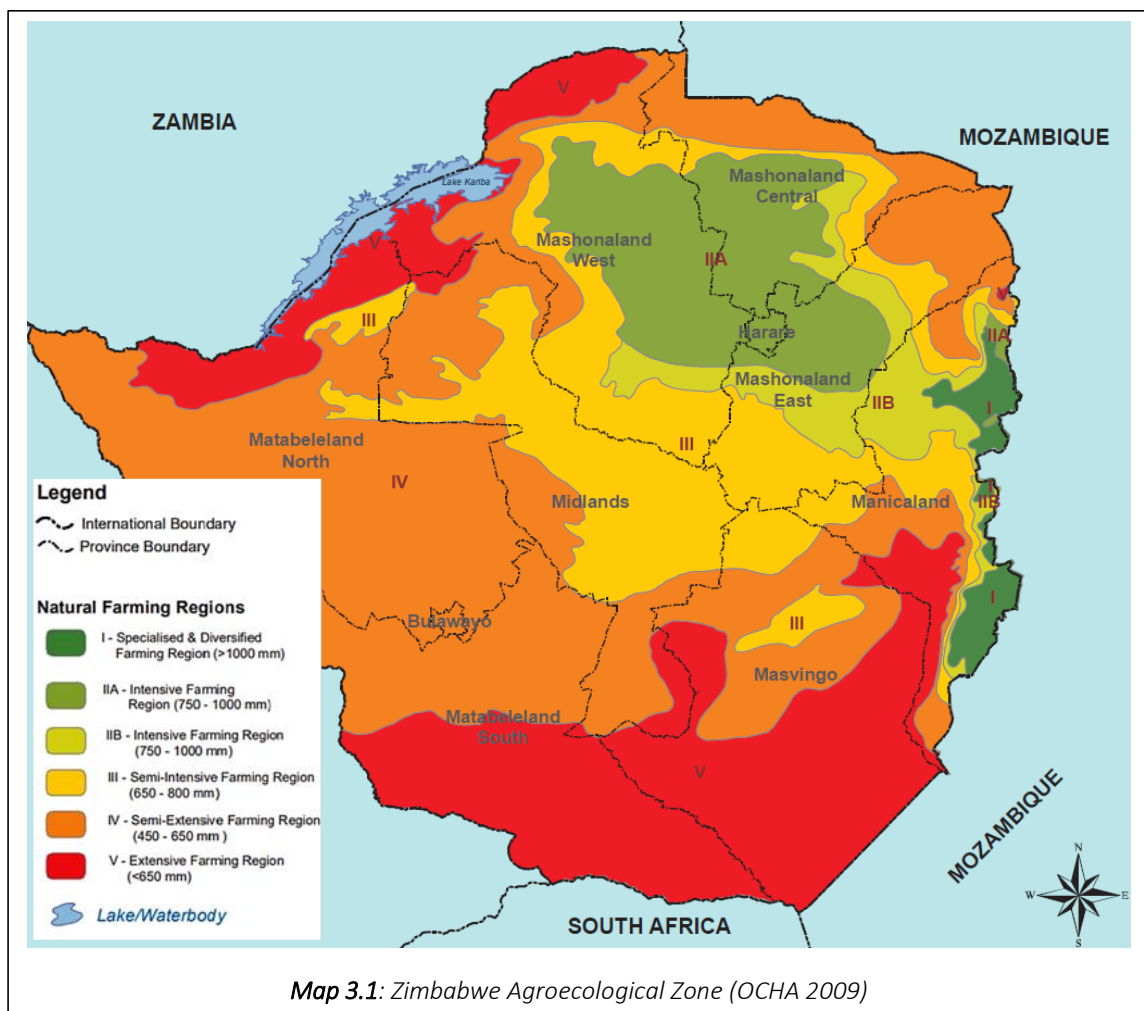 ZAMBIA
MOZAMBIQUE
V
Lake Kariba
Mashonaland
Central
Mashonaland
West
IIA
V
V
III
Harare
IIA
Mashonaland
East
IIB
I
Matabeleland
North
III
IV
Midlands
Manicaland
I
IIB
I
Bulawayo
III
Masvingo
Matabeleland
South
V
MOZAMBIQUE
SOUTH AFRICA
N
W
E
S
Legend
International Boundary
Province Boundary
Natural Farming Regions
I - Specialised & Diversified
Farming Region (>1000 mm)
IIA - Intensive Farming
Region (750 - 1000 mm)
IIB - Intensive Farming Region
(750 - 1000 mm)
III - Semi-Intensive Farming Region
(650 - 800 mm)
IV - Semi-Extensive Farming Region
(450 - 650 mm )
V - Extensive Farming Region
(<650 mm)
Lake/Waterbody
Map 3.1: Zimbabwe Agroecological Zone (OCHA 2009)